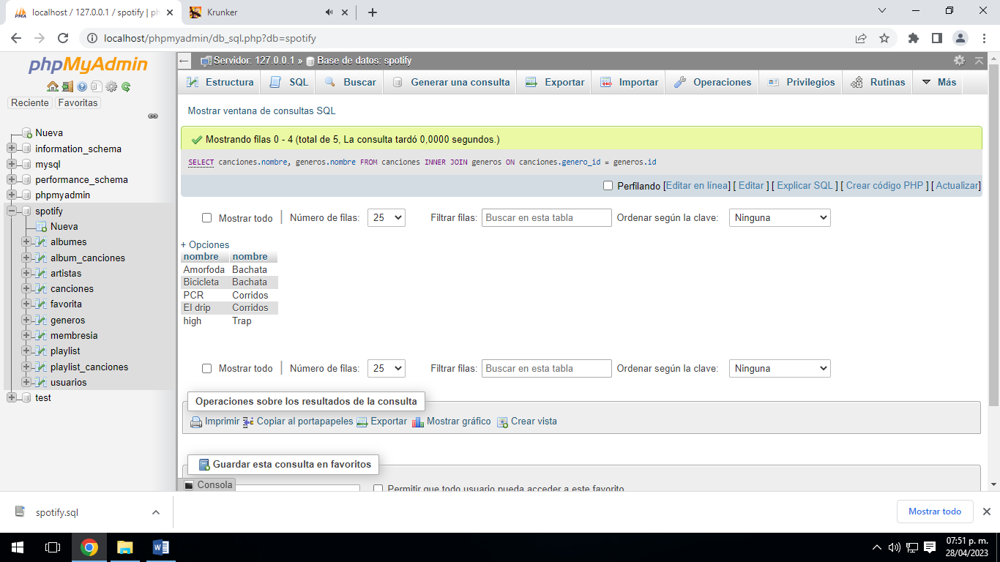 localhost / 127.0.0.1 / spotify | ph
Krunker
localhost/phpmyadmin/db_sql.php?db=spotify
phpMyAdmin
Reciente Favoritas
Nueva
information_schema
mysql
performance_schema
phpmyadmin
spotify
Nueva
albumes
album_canciones
artistas
canciones
favorita
generos
membresia
playlist
playlist_canciones
usuarios
test
Servidor: 127.0.0.1 » Base de datos: spotify
Estructura SQL Buscar Generar una consulta Exportar Importar Operaciones Privilegios Rutinas Más
Mostrar ventana de consultas SQL
Mostrando filas 0 - 4 (total de 5, La consulta tardó 0,0000 segundos.)
SELECT canciones.nombre, generos.nombre FROM canciones INNER JOIN generos ON canciones.genero_id = generos.id
Perfilando [Editar en línea] [ Editar ] [ Explicar SQL ] [ Crear código PHP ] [ Actualizar]
Mostrar todo | Número de filas: 25 Filtrar filas: Buscar en esta tabla Ordenar según la clave: Ninguna
+ Opciones
nombre nombre
Amorfoda Bachata
Bicicleta Bachata
PCR Corridos
El drip Corridos
high Trap
Mostrar todo | Número de filas: 25 Filtrar filas: Buscar en esta tabla Ordenar según la clave: Ninguna
Operaciones sobre los resultados de la consulta
Imprimir Copiar al portapapeles Exportar Mostrar gráfico Crear vista
Guardar esta consulta en favoritos
Consola
Permitir que todo usuario pueda acceder a este favorito
spotify.sql
Mostrar todo
07:51 p. m.
28/04/2023